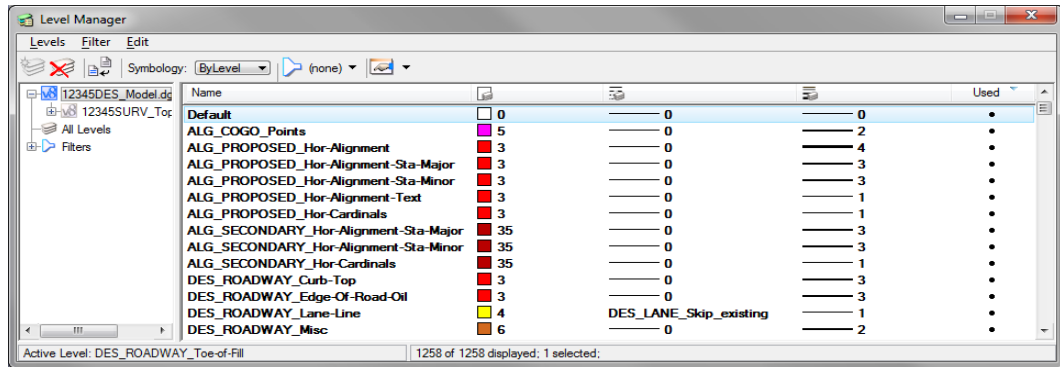 Level Manager
Levels Filter Edit
Symbology: ByLevel (none)
12345DES_Model.dg
12345SURV_Top
All Levels
Filters
Name Used
Default 0 0 0
ALG_COGO_Points 5 0 2
ALG_PROPOSED_Hor-Alignment 3 0 4
ALG_PROPOSED_Hor-Alignment-Sta-Major 3 0 3
ALG_PROPOSED_Hor-Alignment-Sta-Minor 3 0 3
ALG_PROPOSED_Hor-Alignment-Text 3 0 1
ALG_PROPOSED_Hor-Cardinals 3 0 1
ALG_SECONDARY_Hor-Alignment-Sta-Major 35 0 3
ALG_SECONDARY_Hor-Alignment-Sta-Minor 35 0 3
ALG_SECONDARY_Hor-Cardinals 35 0 1
DES_ROADWAY_Curb-Top 3 0 3
DES_ROADWAY_Edge-Of-Road-Oil 3 0 3
DES_ROADWAY_Lane-Line 4 DES_LANE_Skip_existing 1
DES_ROADWAY_Misc 6 0 2
Active Level: DES_ROADWAY_Toe-of-Fill 1258 of 1258 displayed; 1 selected;